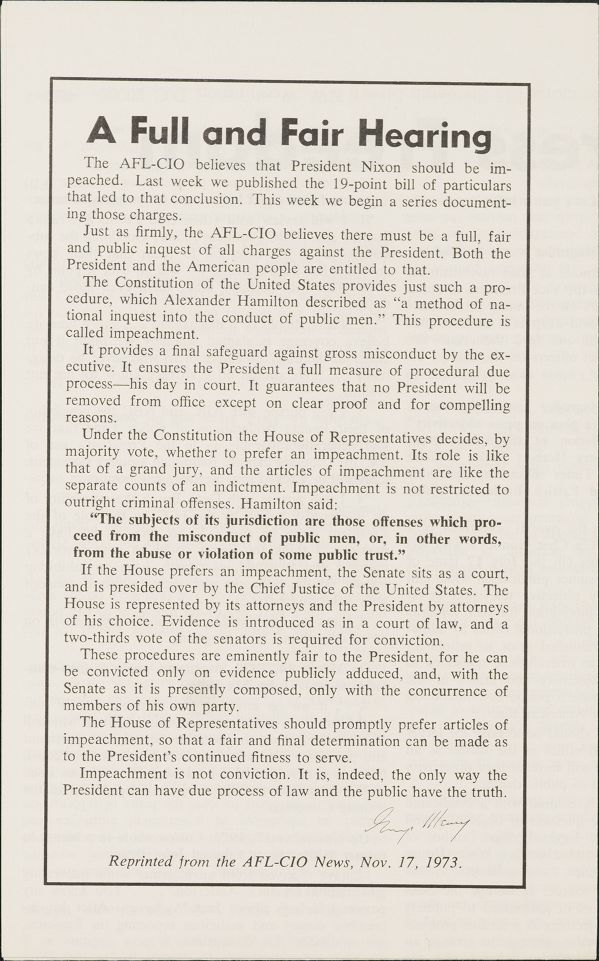 A Full and Fair Hearing
The AFL-CIO believes that President Nixon should be im-
peached. Last week we published the 19-point bill of particulars
that led to that conclusion. This week we begin a series document-
ing those charges.
Just as firmly, the AFL-CIO believes there must be a full, fair
and public inquest of all charges against the President. Both the
President and the American people are entitled to that.
The Constitution of the United States provides just such a pro-
cedure, which Alexander Hamilton described as “a method of na-
tional inquest into the conduct of public men.” This procedure is
called impeachment.
It provides a final safeguard against gross misconduct by the ex-
ecutive. It ensures the President a full measure of procedural due
process—his day in court. It guarantees that no President will be
removed from office except on clear proof and for compelling
reasons.
Under the Constitution the House of Representatives decides, by
majority vote, whether to prefer an impeachment. Its role is like
that of a grand jury, and the articles of impeachment are like the
separate counts of an indictment. Impeachment is not restricted to
outright criminal offenses. Hamilton said:
“The subjects of its jurisdiction are those offenses which pro-
ceed from the misconduct of public men, or, in other words,
from the abuse or violation of some public trust.”
If the House prefers an impeachment, the Senate sits as a court,
and is presided over by the Chief Justice of the United States. The
House is represented by its attorneys and the President by attorneys
of his choice. Evidence is introduced as in a court of law, and a
two-thirds vote of the senators is required for conviction.
These procedures are eminently fair to the President, for he can
be convicted only on evidence publicly adduced, and, with the
Senate as it is presently composed, only with the concurrence of
members of his own party.
The House of Representatives should promptly prefer articles of
impeachment, so that a fair and final determination can be made as
to the President's continued fitness to serve.
Impeachment is not conviction. It is, indeed, the only way the
President can have due process of law and the public have the truth.
George Meany
Reprinted from the AFL-CIO News, Nov. 17, 1973.